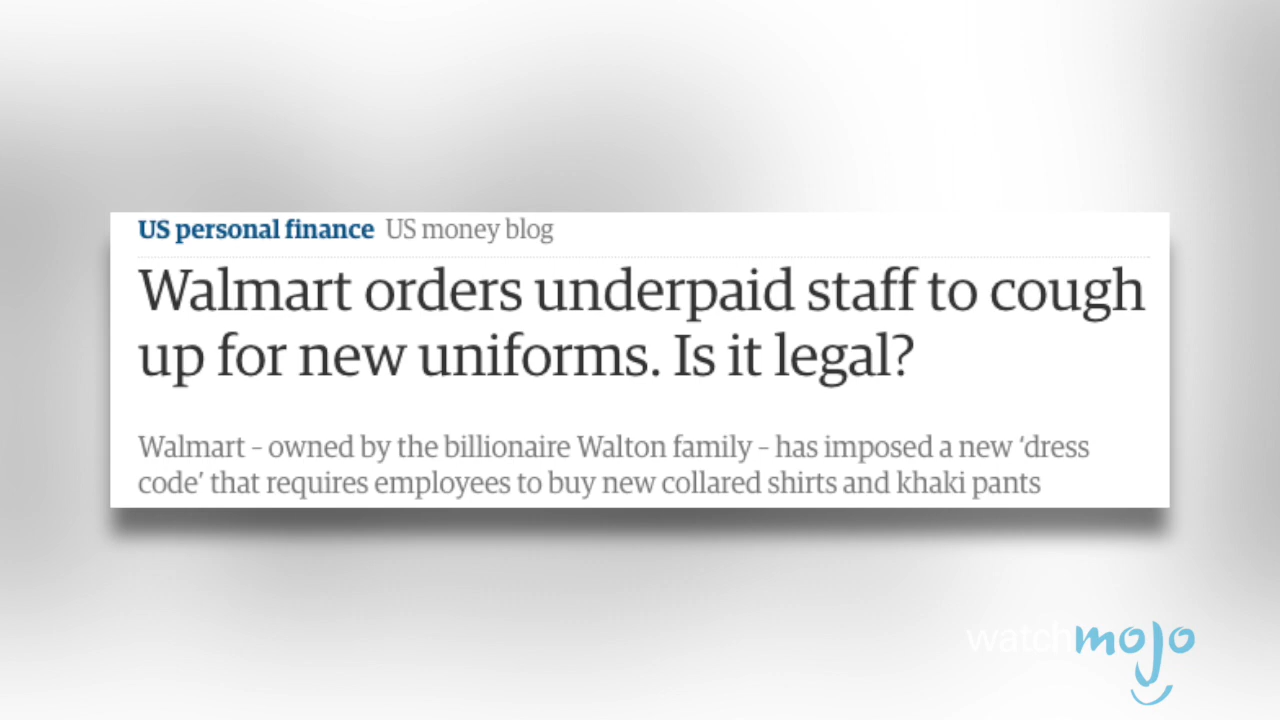 US personal finance US money blog
Walmart orders underpaid staff to cough
up for new uniforms. Is it legal?
Walmart – owned by the billionaire Walton family – has imposed a new ‘dress
code’ that requires employees to buy new collared shirts and khaki pants
watchmojo